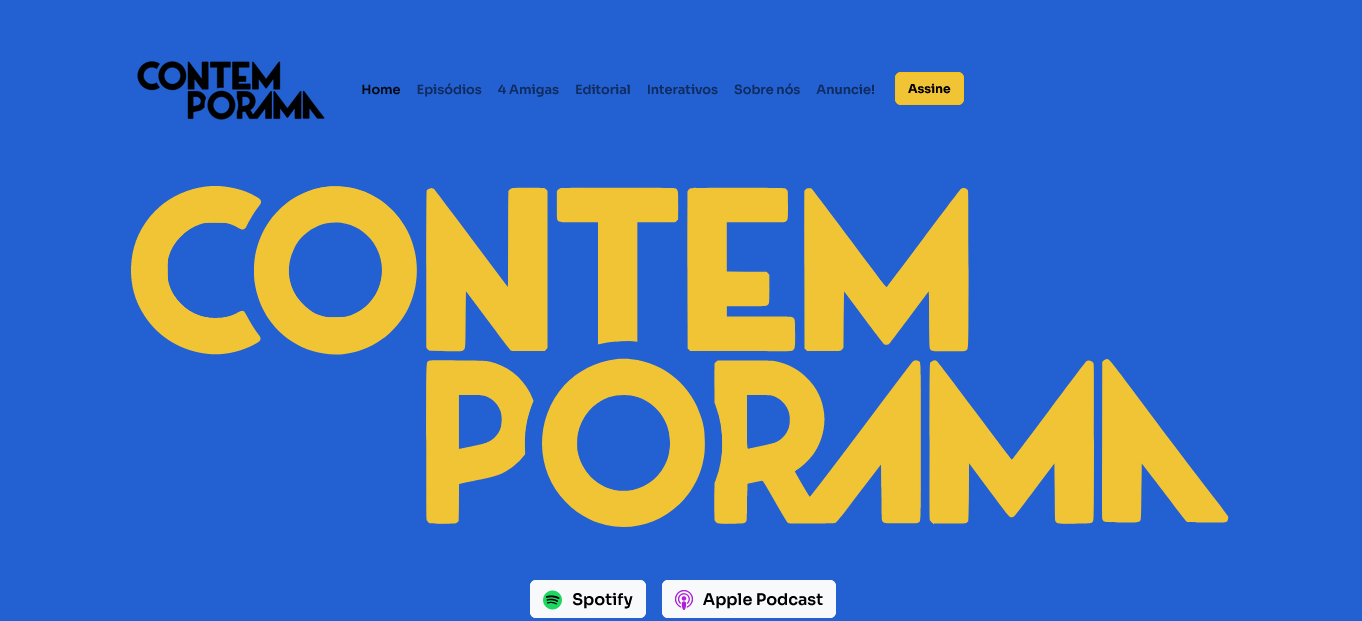 CONTEM
PORAMA
Home Episódios 4 Amigas Editorial Interativos Sobre nós Anuncie! Assine
CONTEM
PORAMA
Spotify Apple Podcast